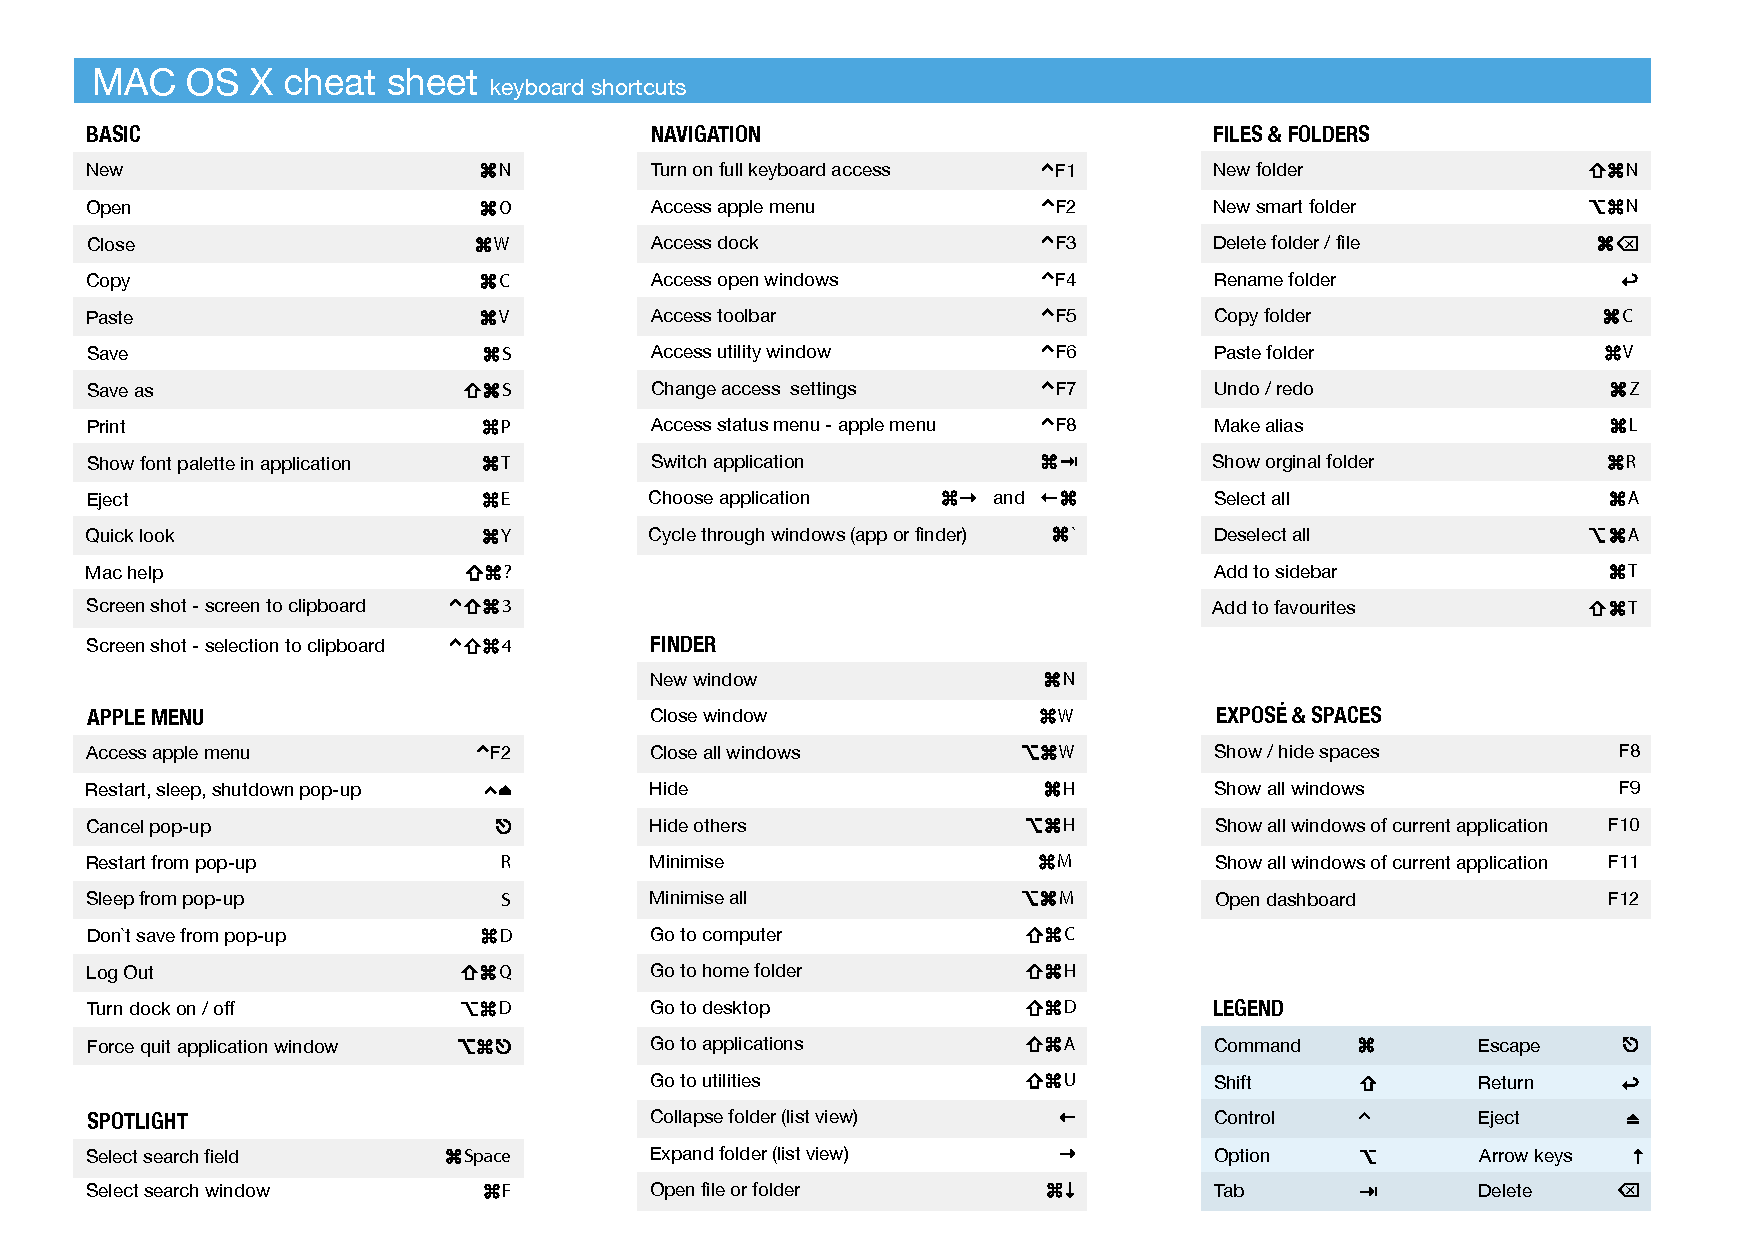 MAC OS X cheat sheet keyboard shortcuts
BASIC
New ⌘N
Open ⌘O
Close ⌘W
Copy ⌘C
Paste ⌘V
Save ⌘S
Save as ⇧⌘S
Print ⌘P
Show font palette in application ⌘T
Eject ⌘E
Quick look ⌘Y
Mac help ⇧⌘?
Screen shot - screen to clipboard ^⇧⌘3
Screen shot - selection to clipboard ^⇧⌘4
APPLE MENU
Access apple menu ^F2
Restart, sleep, shutdown pop-up ^⏏
Cancel pop-up ⎋
Restart from pop-up R
Sleep from pop-up S
Don`t save from pop-up ⌘D
Log Out ⇧⌘Q
Turn dock on / off ⌥⌘D
Force quit application window ⌥⌘⎋
SPOTLIGHT
Select search field ⌘Space
Select search window ⌘F
NAVIGATION
Turn on full keyboard access ^F1
Access apple menu ^F2
Access dock ^F3
Access open windows ^F4
Access toolbar ^F5
Access utility window ^F6
Change access settings ^F7
Access status menu - apple menu ^F8
Switch application ⌘⇥
Choose application ⌘→ and ←⌘
Cycle through windows (app or finder) ⌘`
FINDER
New window ⌘N
Close window ⌘W
Close all windows ⌥⌘W
Hide ⌘H
Hide others ⌥⌘H
Minimise ⌘M
Minimise all ⌥⌘M
Go to computer ⇧⌘C
Go to home folder ⇧⌘H
Go to desktop ⇧⌘D
Go to applications ⇧⌘A
Go to utilities ⇧⌘U
Collapse folder (list view) ←
Expand folder (list view) →
Open file or folder ⌘↓
FILES & FOLDERS
New folder ⇧⌘N
New smart folder ⌥⌘N
Delete folder / file ⌘⌫
Rename folder ↩
Copy folder ⌘C
Paste folder ⌘V
Undo / redo ⌘Z
Make alias ⌘L
Show orginal folder ⌘R
Select all ⌘A
Deselect all ⌥⌘A
Add to sidebar ⌘T
Add to favourites ⇧⌘T
EXPOSÉ & SPACES
Show / hide spaces F8
Show all windows F9
Show all windows of current application F10
Show all windows of current application F11
Open dashboard F12
LEGEND
Command ⌘ Escape ⎋
Shift ⇧ Return ↩
Control ^ Eject ⏏
Option ⌥ Arrow keys ↑
Tab ⇥ Delete ⌫